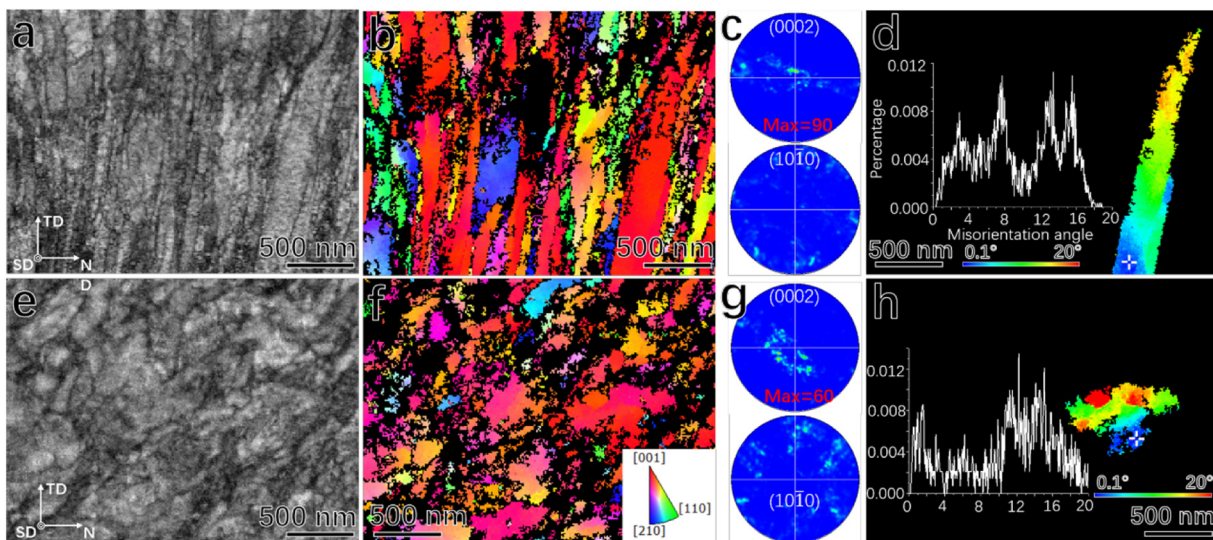 a
TD
SD
N
D
500 nm
b
500 nm
c
(0002)
Max=90
(101̄0)
d
Percentage
0.012
0.008
0.004
0.000
0 4 8 12 16 20
Misorientation angle
500 nm
0.1° 20°
e
TD
SD
N
500 nm
f
500 nm
[001]
[110]
[210]
g
(0002)
Max=60
(101̄0)
h
0.012
0.008
0.004
0.000
0 4 8 12 16 20
0.1° 20°
500 nm